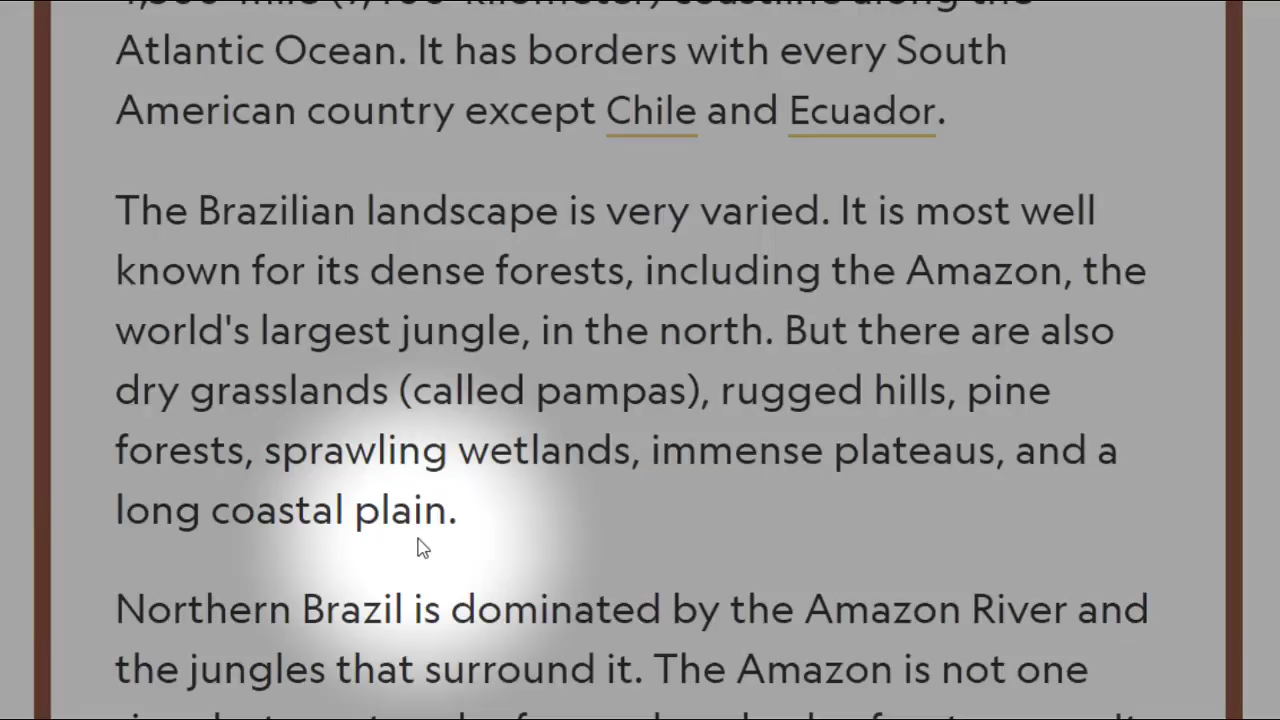 coastline along the
Atlantic Ocean. It has borders with every South
American country except Chile and Ecuador.
The Brazilian landscape is very varied. It is most well
known for its dense forests, including the Amazon, the
world's largest jungle, in the north. But there are also
dry grasslands (called pampas), rugged hills, pine
forests, sprawling wetlands, immense plateaus, and a
long coastal plain.
Northern Brazil is dominated by the Amazon River and
the jungles that surround it. The Amazon is not one